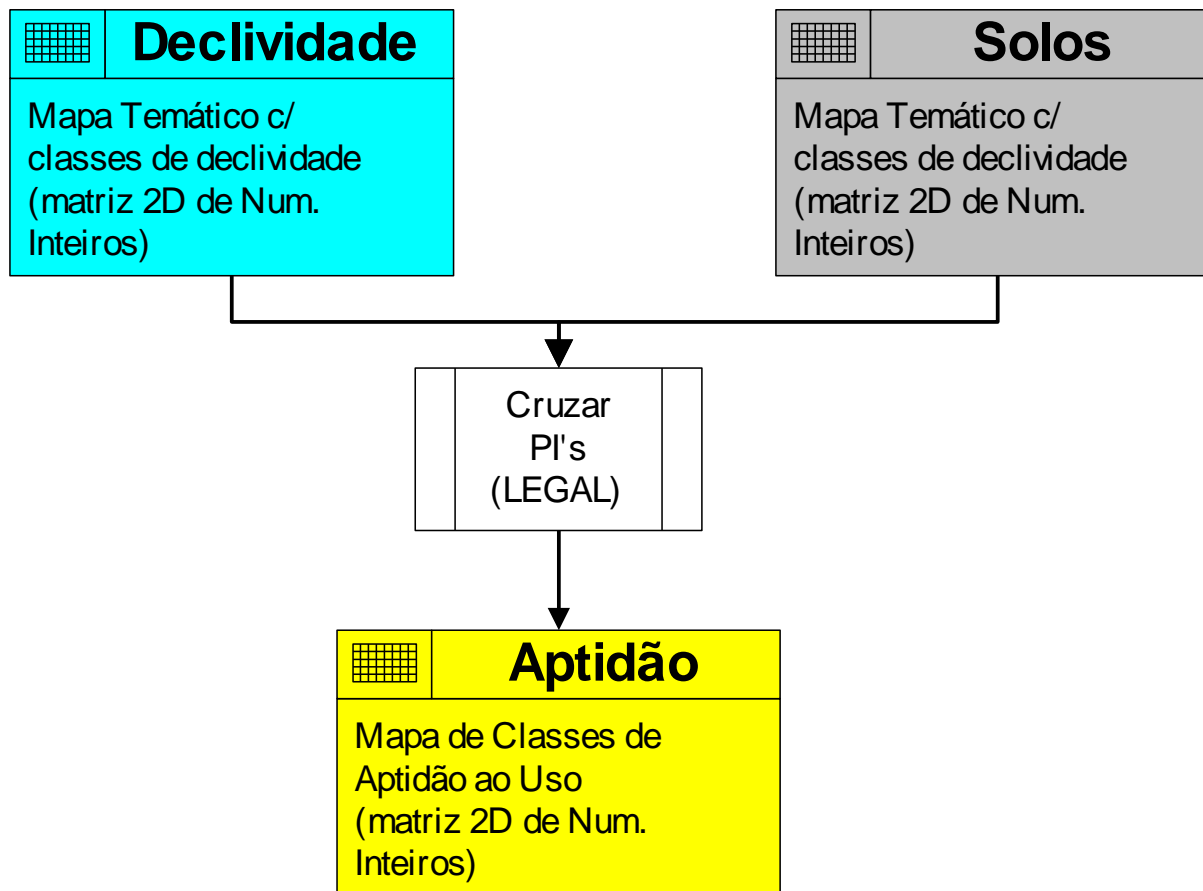 Declividade
Mapa Temático c/
classes de declividade
(matriz 2D de Num.
Inteiros)
Solos
Mapa Temático c/
classes de declividade
(matriz 2D de Num.
Inteiros)
Cruzar
PI's
(LEGAL)
Aptidão
Mapa de Classes de
Aptidão ao Uso
(matriz 2D de Num.
Inteiros)